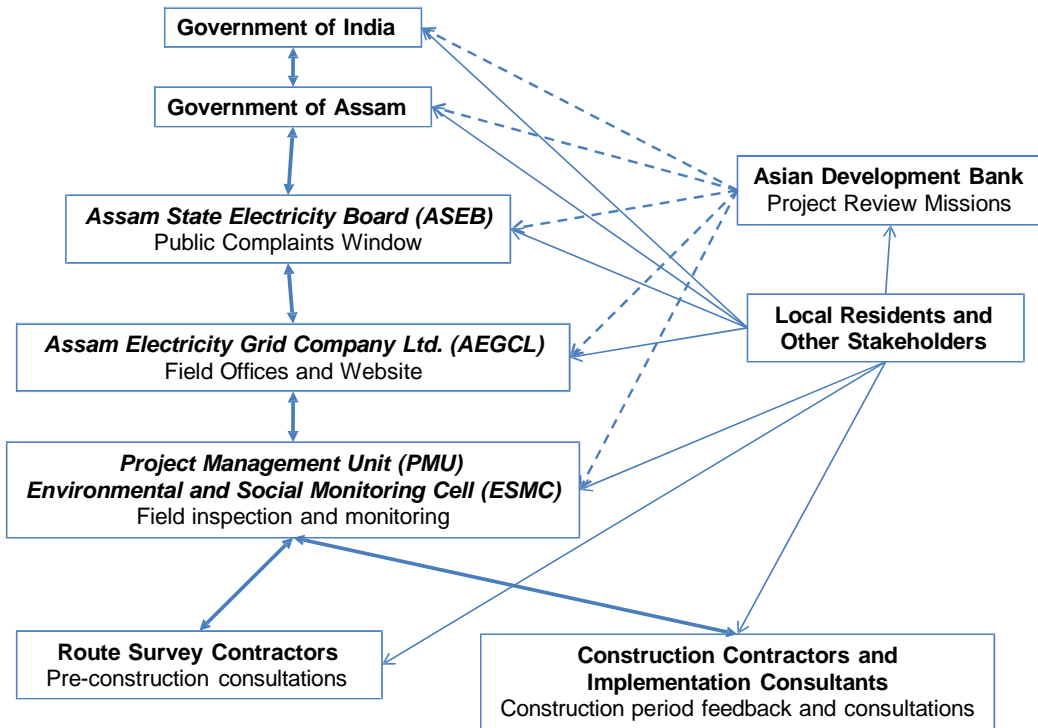 Government of India
Government of Assam
Asian Development Bank
Project Review Missions
Assam State Electricity Board (ASEB)
Public Complaints Window
Local Residents and
Other Stakeholders
Assam Electricity Grid Company Ltd. (AEGCL)
Field Offices and Website
Project Management Unit (PMU)
Environmental and Social Monitoring Cell (ESMC)
Field inspection and monitoring
Route Survey Contractors
Pre-construction consultations
Construction Contractors and
Implementation Consultants
Construction period feedback and consultations